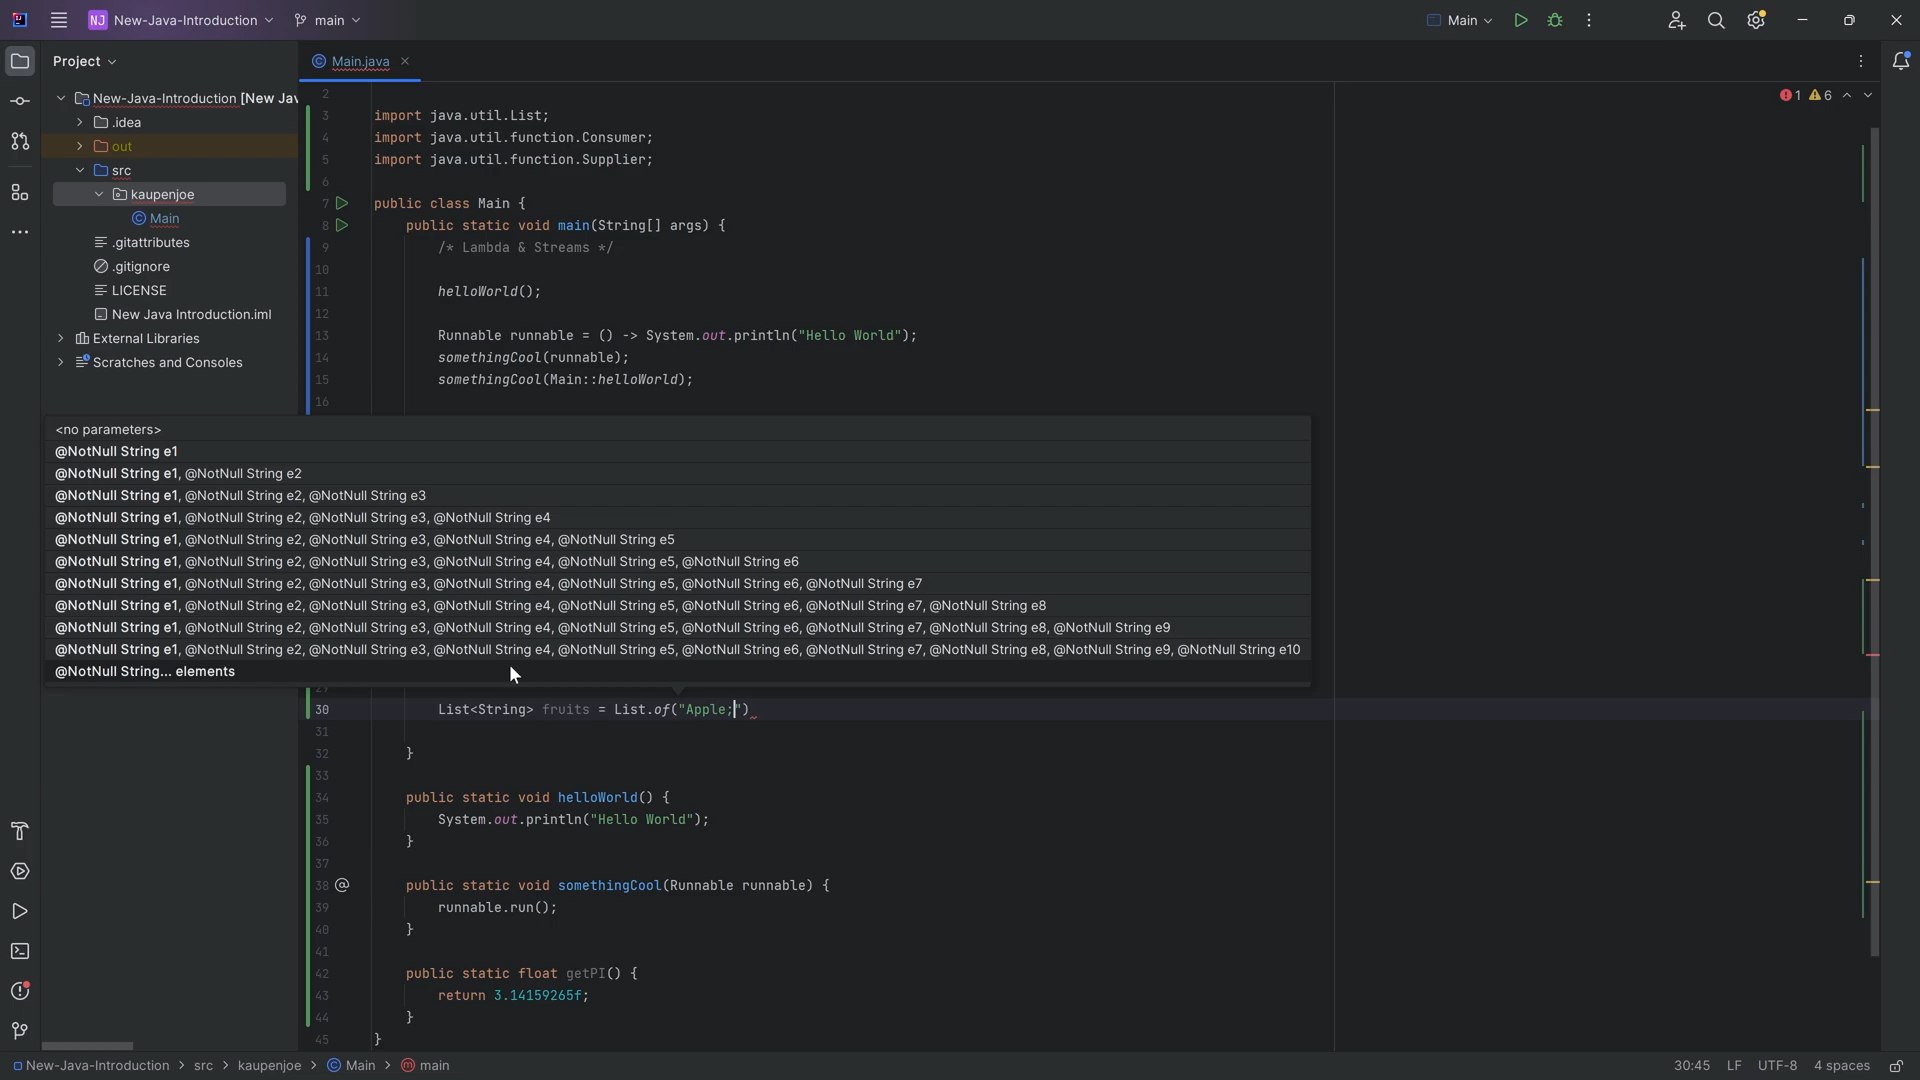 NJ New-Java-Introduction main Main
Project
Main.java
New-Java-Introduction [New Jav
.idea
out
src
kaupenjoe
Main
.gitattributes
.gitignore
LICENSE
New Java Introduction.iml
External Libraries
Scratches and Consoles
1 6
2
3 import java.util.List;
4 import java.util.function.Consumer;
5 import java.util.function.Supplier;
6
7 public class Main {
8 public static void main(String[] args) {
9 /* Lambda & Streams */
10
11 helloWorld();
12
13 Runnable runnable = () -> System.out.println("Hello World");
14 somethingCool(runnable);
15 somethingCool(Main::helloWorld);
16
<no parameters>
@NotNull String e1
@NotNull String e1, @NotNull String e2
@NotNull String e1, @NotNull String e2, @NotNull String e3
@NotNull String e1, @NotNull String e2, @NotNull String e3, @NotNull String e4
@NotNull String e1, @NotNull String e2, @NotNull String e3, @NotNull String e4, @NotNull String e5
@NotNull String e1, @NotNull String e2, @NotNull String e3, @NotNull String e4, @NotNull String e5, @NotNull String e6
@NotNull String e1, @NotNull String e2, @NotNull String e3, @NotNull String e4, @NotNull String e5, @NotNull String e6, @NotNull String e7
@NotNull String e1, @NotNull String e2, @NotNull String e3, @NotNull String e4, @NotNull String e5, @NotNull String e6, @NotNull String e7, @NotNull String e8
@NotNull String e1, @NotNull String e2, @NotNull String e3, @NotNull String e4, @NotNull String e5, @NotNull String e6, @NotNull String e7, @NotNull String e8, @NotNull String e9
@NotNull String e1, @NotNull String e2, @NotNull String e3, @NotNull String e4, @NotNull String e5, @NotNull String e6, @NotNull String e7, @NotNull String e8, @NotNull String e9, @NotNull String e10
@NotNull String... elements
29
30 List<String> fruits = List.of("Apple;")
31
32 }
33
34 public static void helloWorld() {
35 System.out.println("Hello World");
36 }
37
38 public static void somethingCool(Runnable runnable) {
39 runnable.run();
40 }
41
42 public static float getPI() {
43 return 3.14159265f;
44 }
45 }
New-Java-Introduction > src > kaupenjoe > Main > main 30:45 LF UTF-8 4 spaces